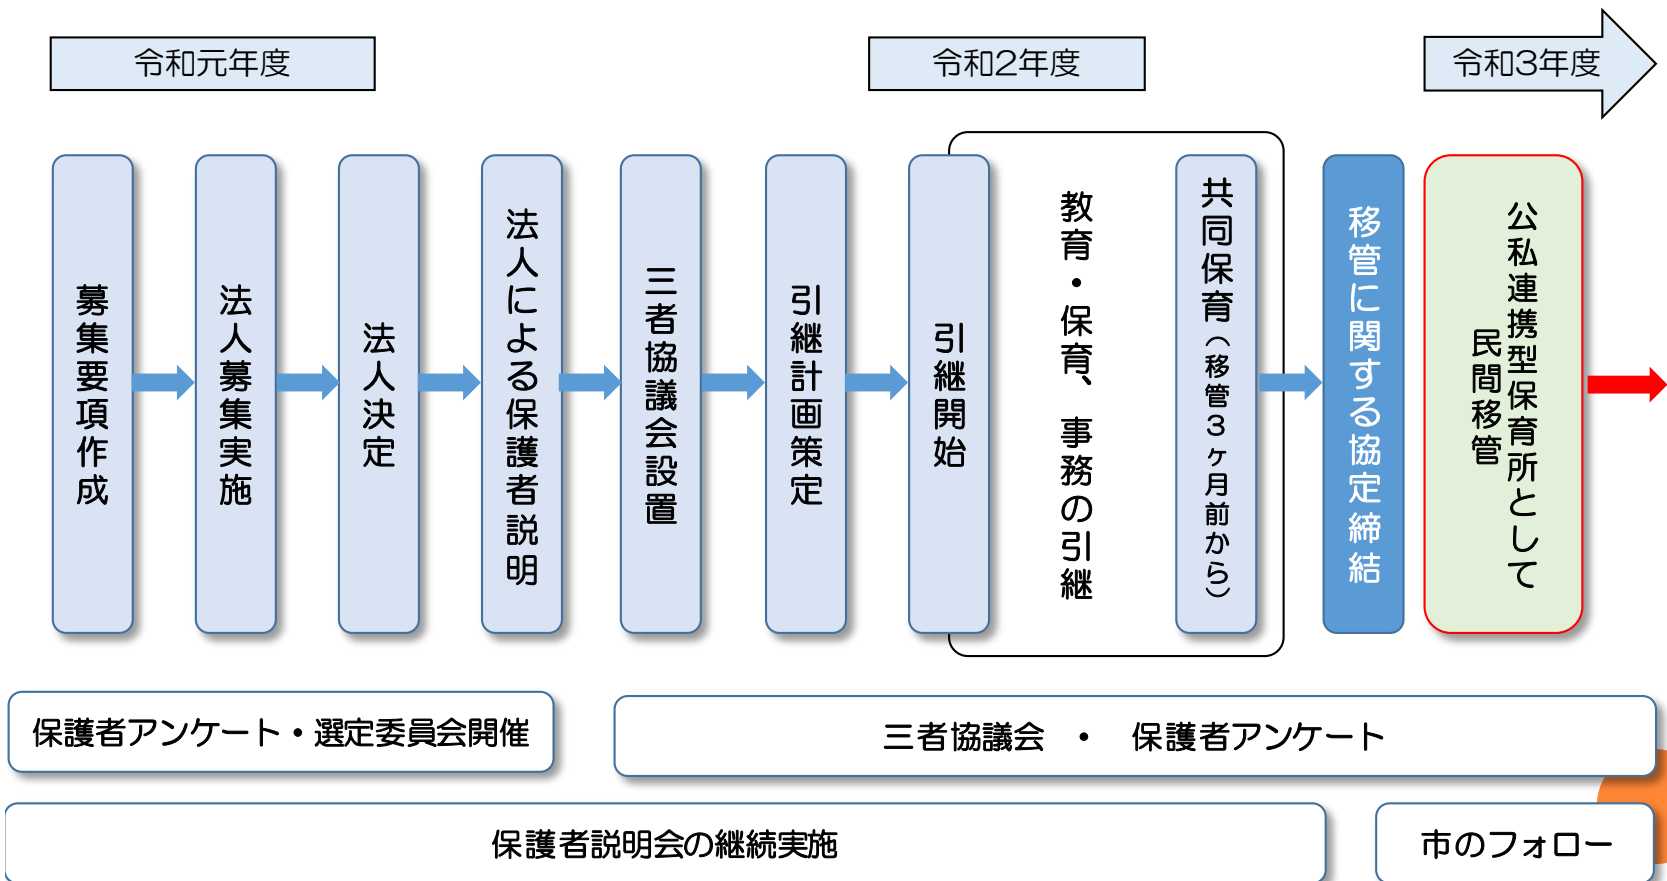 令和元年度
令和2年度
令和3年度
募集要項作成
法人募集実施
法人決定
法人による保護者説明
三者協議会設置
引継計画策定
引継開始
教育・保育、事務の引継
共同保育（移管３ヶ月前から）
移管に関する協定締結
公私連携型保育所として
民間移管
保護者アンケート・選定委員会開催
三者協議会　・　保護者アンケート
保護者説明会の継続実施
市のフォロー